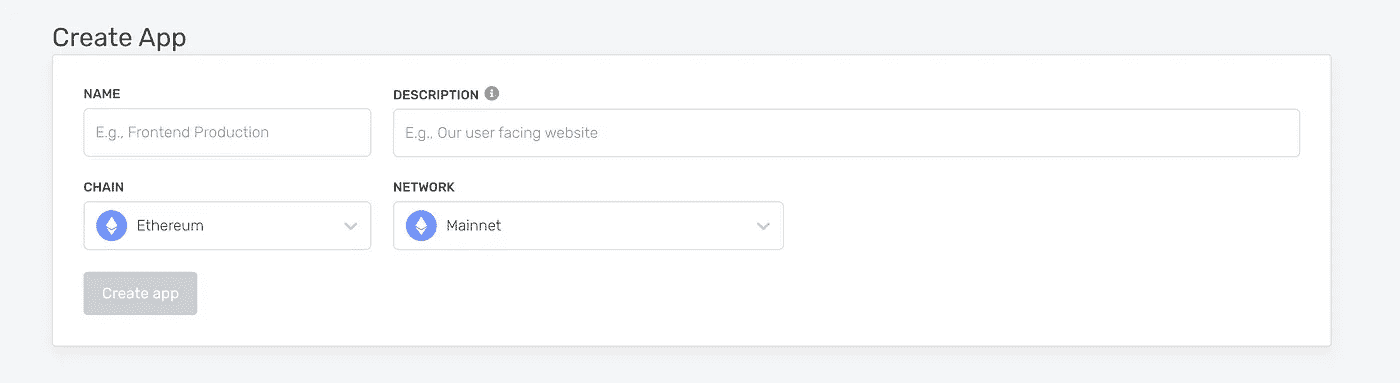 Create App
NAME
DESCRIPTION
E.g., Frontend Production
E.g., Our user facing website
CHAIN
NETWORK
Ethereum
Mainnet
Create app